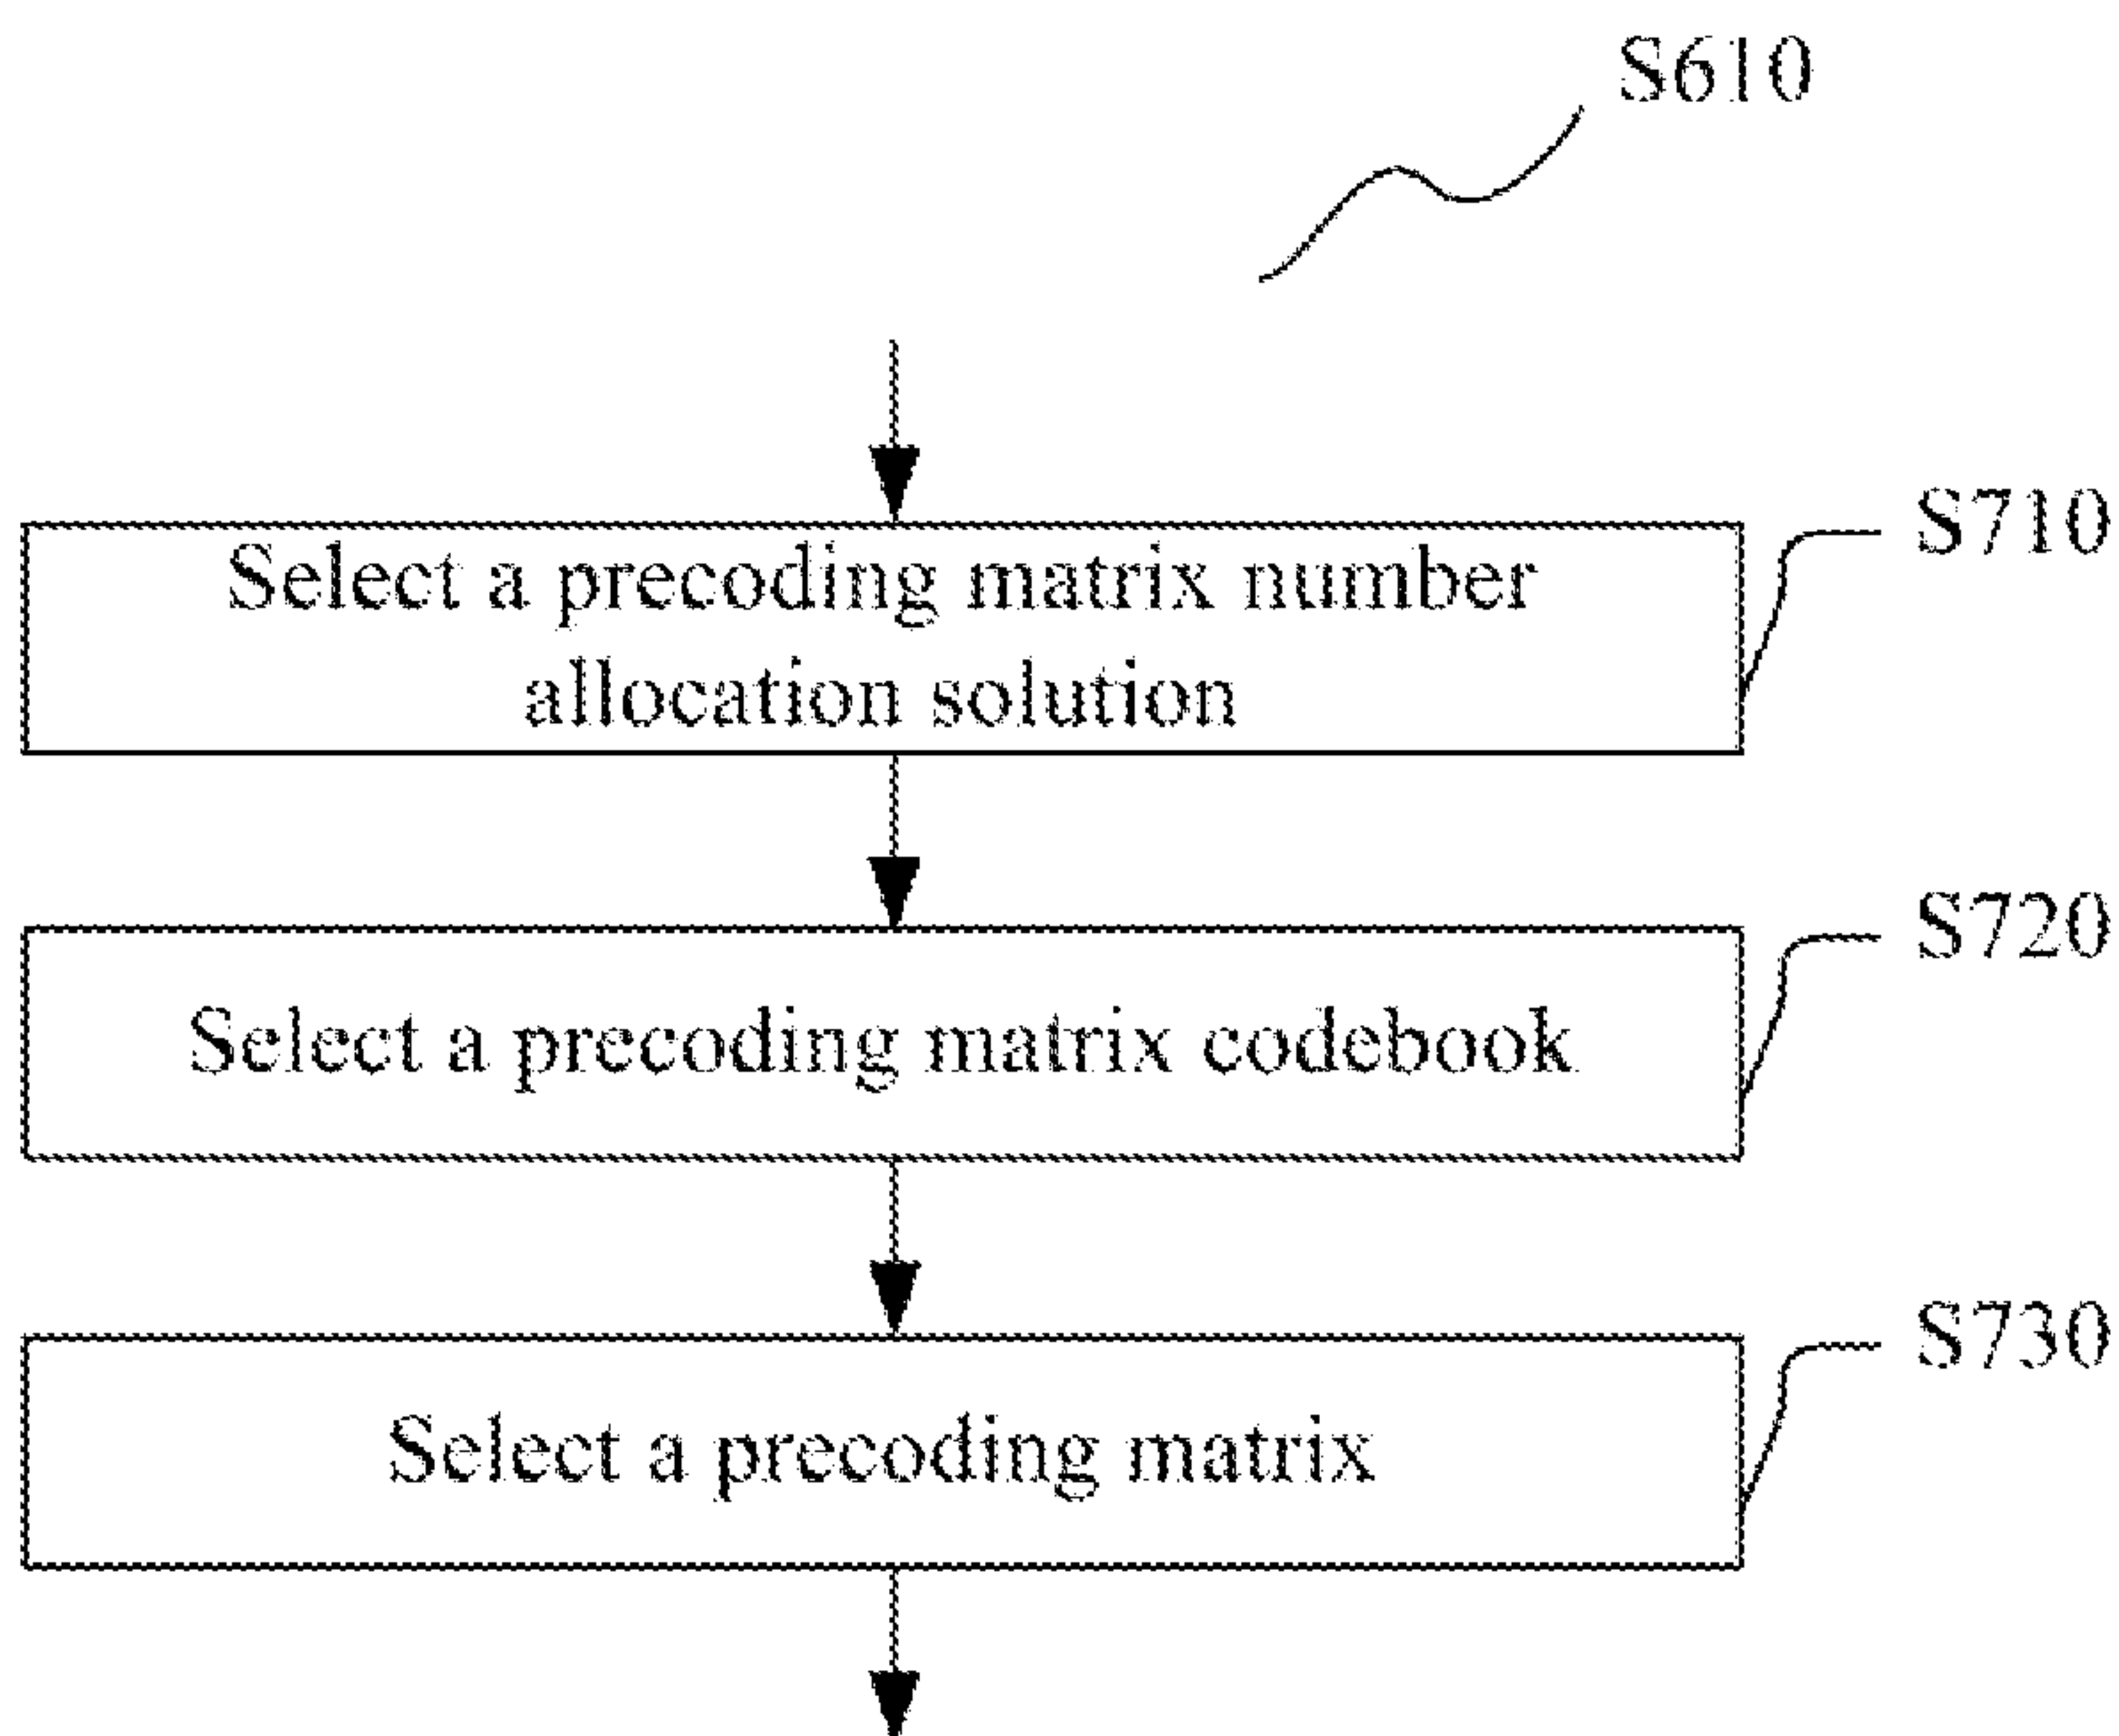 S610
Select a precoding matrix number
allocation solution
S710
Select a precoding matrix codebook
S720
Select a precoding matrix
S730